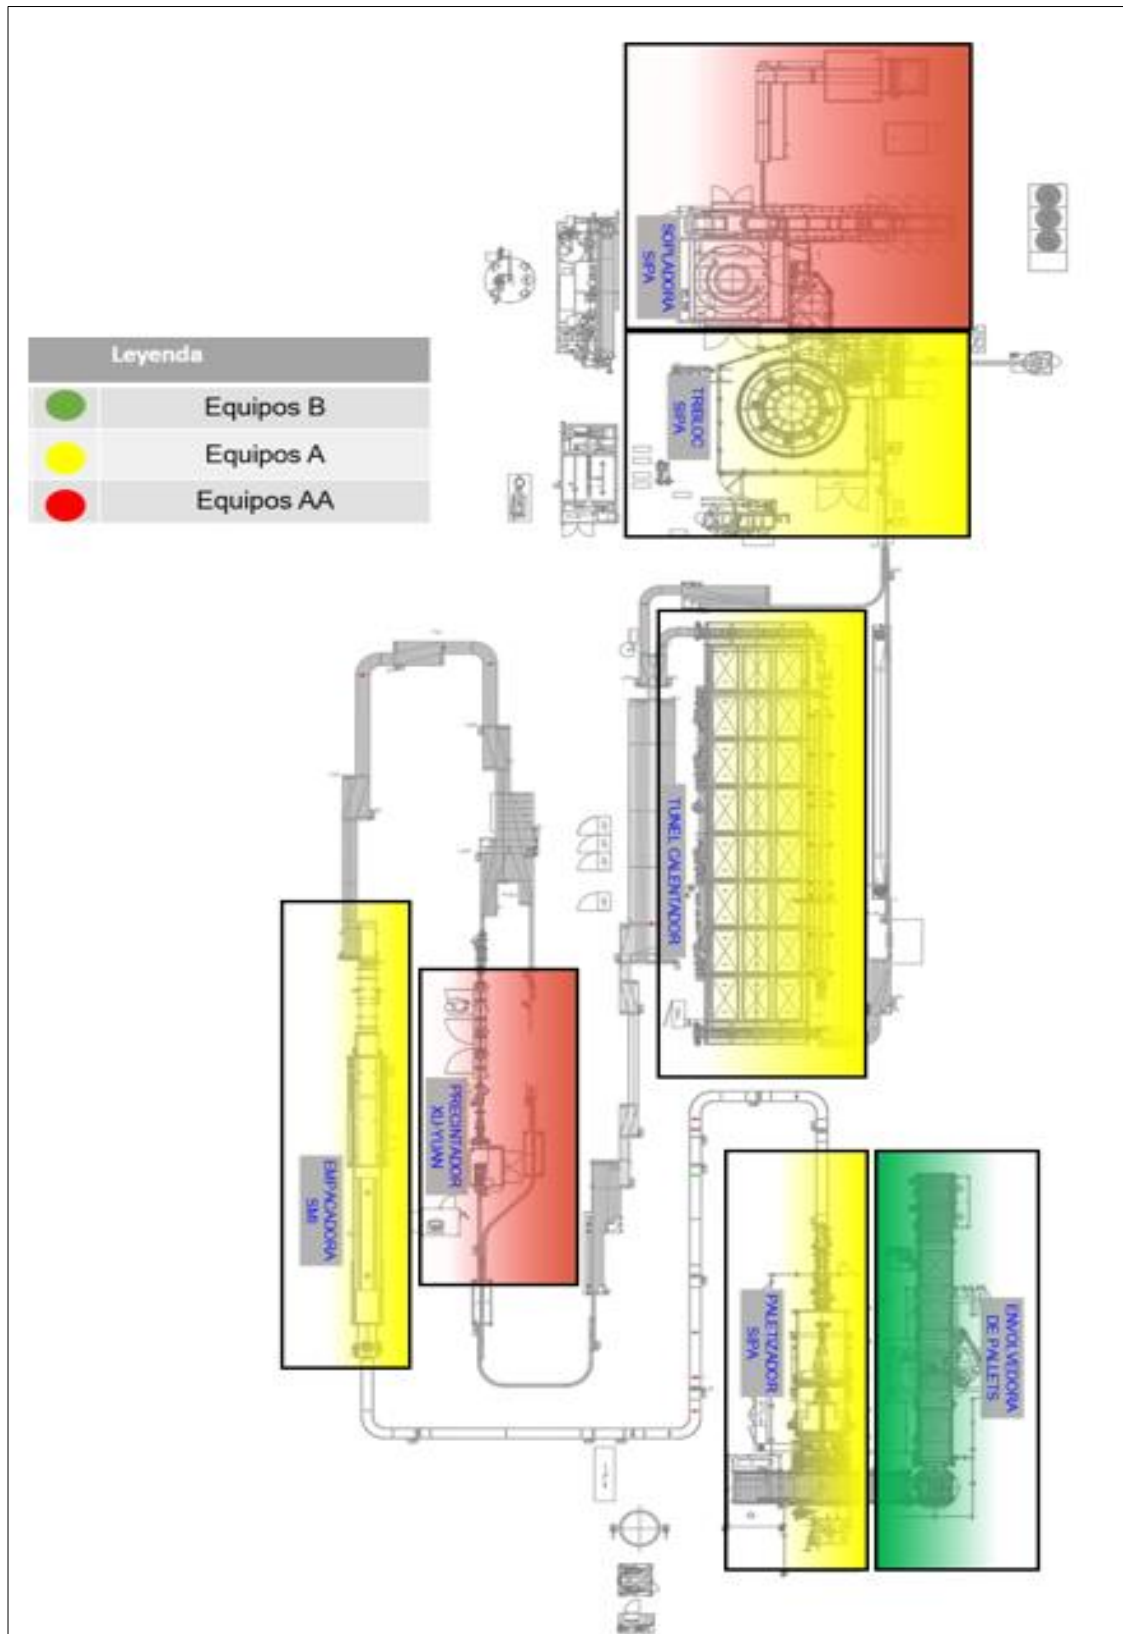 SOPLADORA
SIPA
Leyenda
Equipos B
Equipos A
Equipos AA
TRIBLOC
SIPA
TUNEL CALENTADOR
PRECINTADOR
XU YUAN
EMPACADORA
SMI
PALETIZADOR
SIPA
ENVOLVEDORA
DE PALLETS